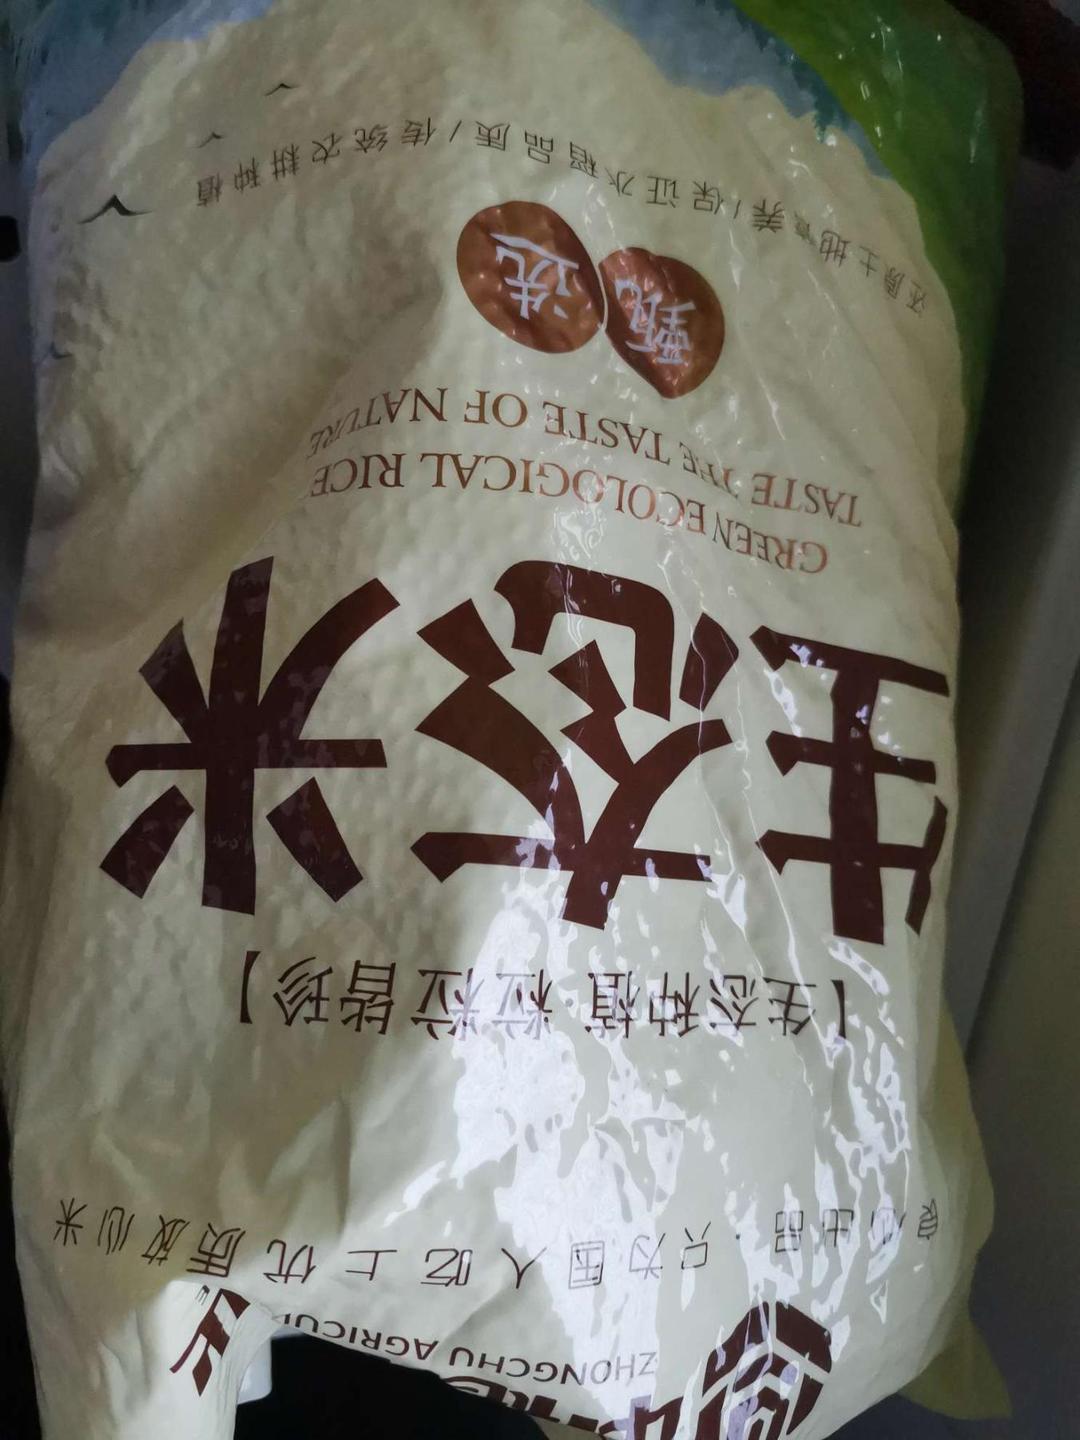 ZHONGCHU AGRICU
良心出品·只为国人吃上优质放心米
【生态种植 粒粒皆珍】
生态米
GREEN ECOLOGICAL RICE
TASTE THE TASTE OF NATURE
甄选
还原土地营养/保证水稻品质/传统农耕种植